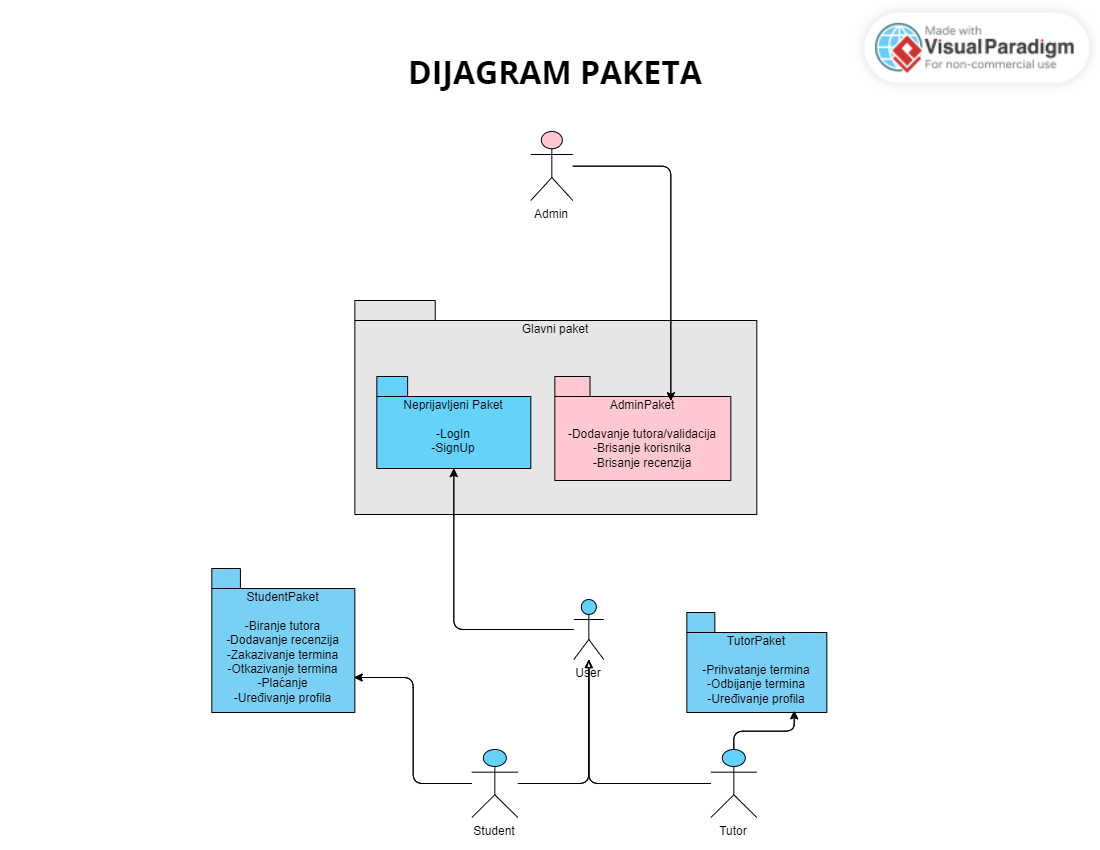 Made with
VisualParadigm
For non-commercial use
DIJAGRAM PAKETA
Admin
Glavni paket
Neprijavljeni Paket
-LogIn
-SignUp
AdminPaket
-Dodavanje tutora/validacija
-Brisanje korisnika
-Brisanje recenzija
StudentPaket
-Biranje tutora
-Dodavanje recenzija
-Zakazivanje termina
-Otkazivanje termina
-Plaćanje
-Uređivanje profila
User
TutorPaket
-Prihvatanje termina
-Odbijanje termina
-Uređivanje profila
Student
Tutor